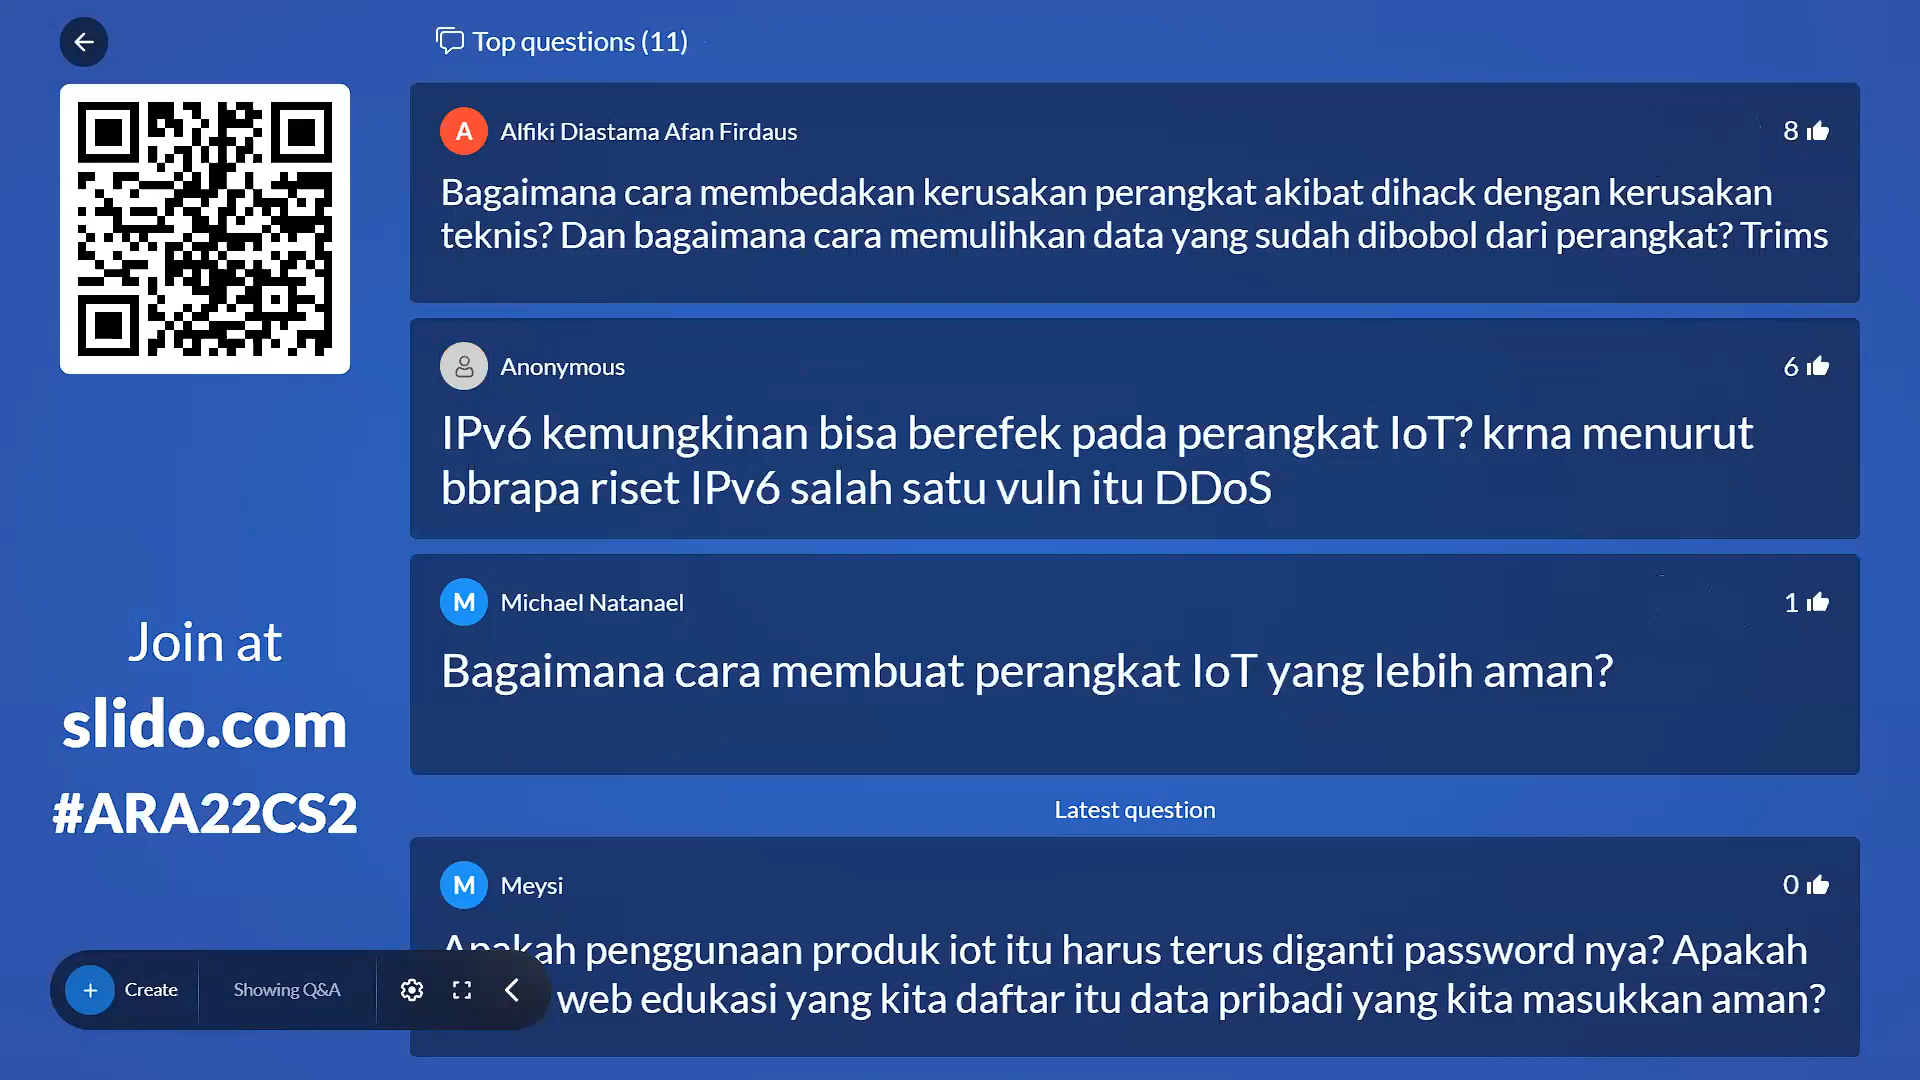 Top questions (11)
A Alfiki Diastama Afan Firdaus 8
Bagaimana cara membedakan kerusakan perangkat akibat dihack dengan kerusakan
teknis? Dan bagaimana cara memulihkan data yang sudah dibobol dari perangkat? Trims
Anonymous 6
IPv6 kemungkinan bisa berefek pada perangkat IoT? krna menurut
bbrapa riset IPv6 salah satu vuln itu DDoS
M Michael Natanael 1
Bagaimana cara membuat perangkat IoT yang lebih aman?
Join at
slido.com
#ARA22CS2
Latest question
M Meysi 0
Apakah penggunaan produk iot itu harus terus diganti password nya? Apakah
web edukasi yang kita daftar itu data pribadi yang kita masukkan aman?
Create
Showing Q&A